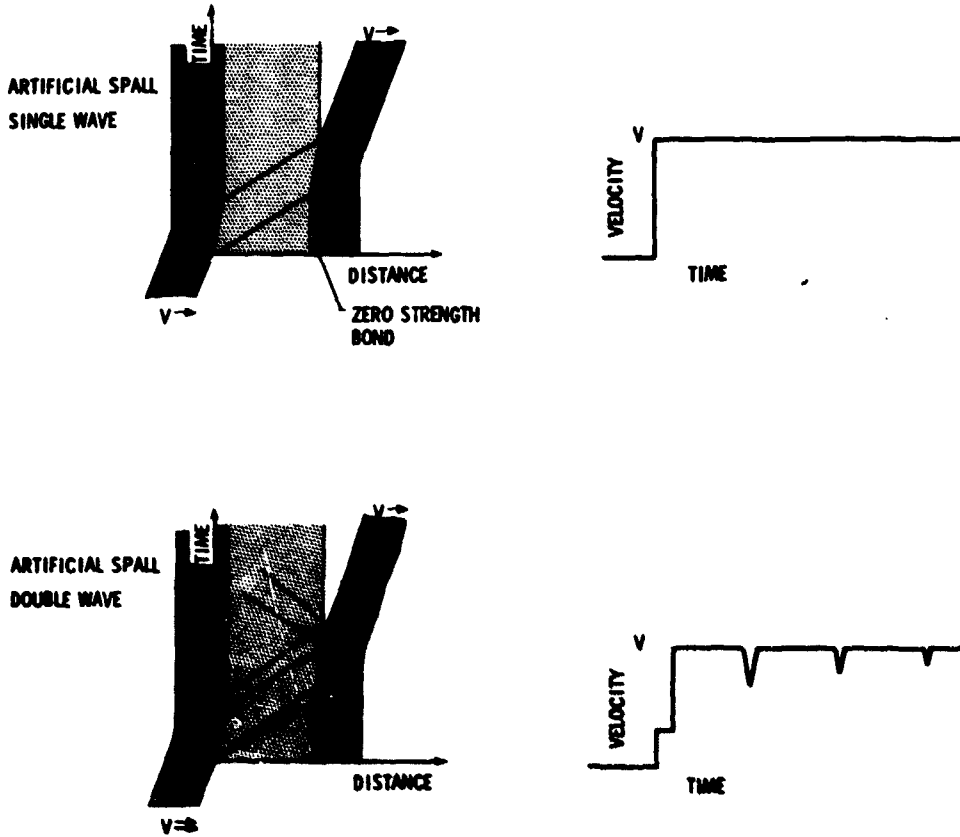 TIME
V→
ARTIFICIAL SPALL
SINGLE WAVE
V
VELOCITY
TIME
DISTANCE
V→
ZERO STRENGTH
BOND
TIME
V→
ARTIFICIAL SPALL
DOUBLE WAVE
V
VELOCITY
TIME
DISTANCE
V⇉